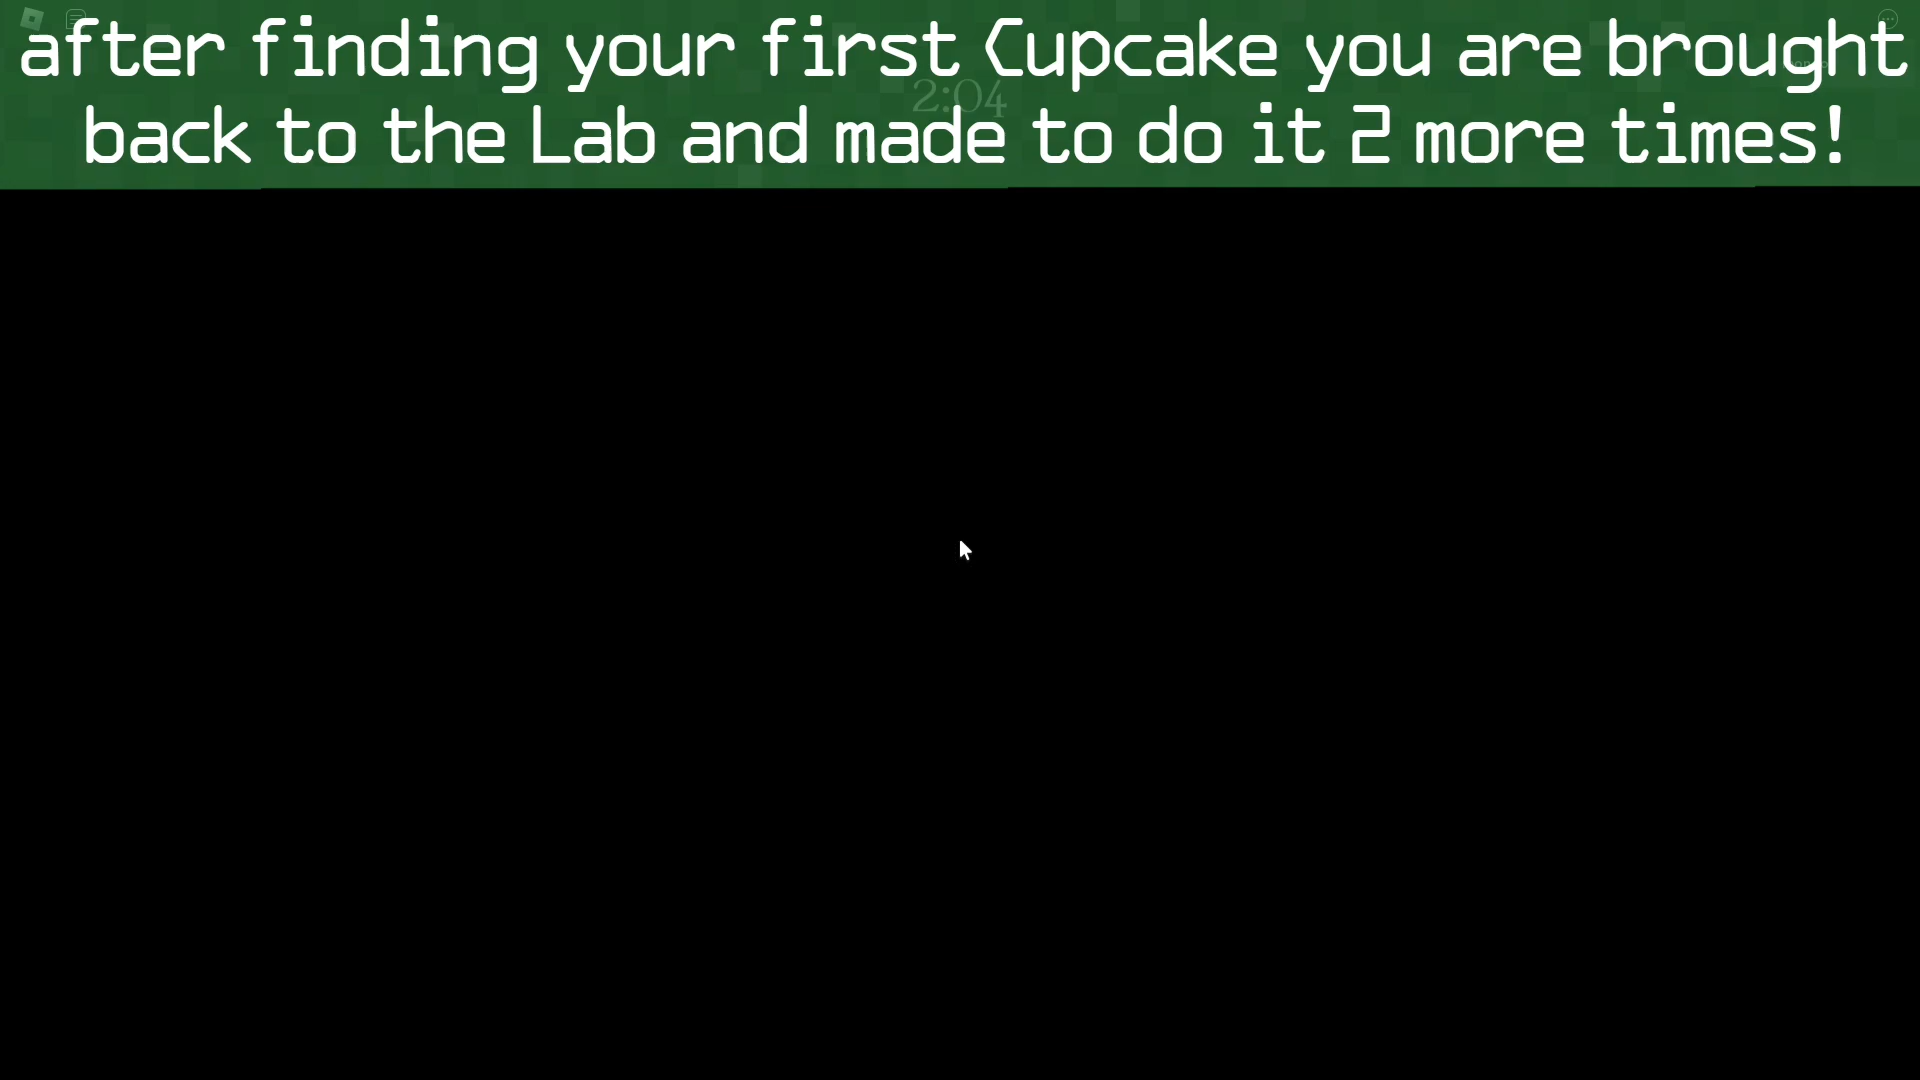 after finding your first Cupcake you are brought
2:04
back to the Lab and made to do it 2 more times!